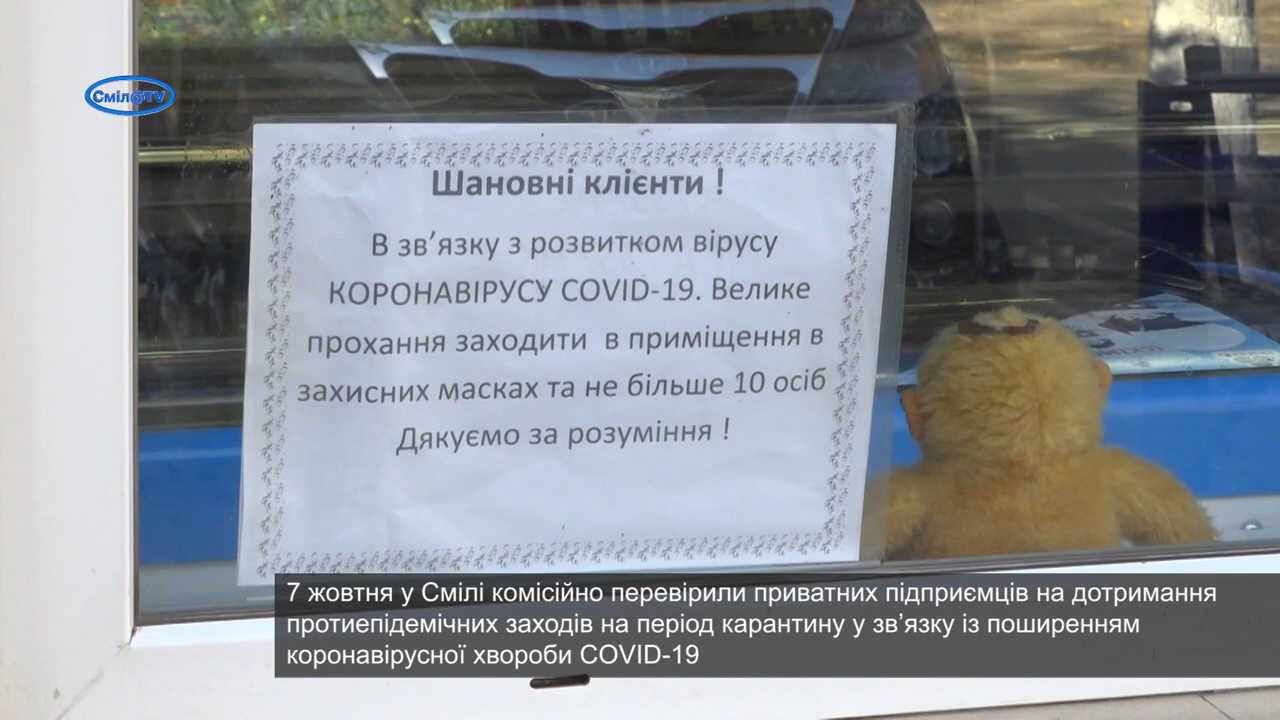 Сміл@TV
Шановні клієнти !
В зв’язку з розвитком вірусу
КОРОНАВІРУСУ COVID-19. Велике
прохання заходити в приміщення в
захисних масках та не більше 10 осіб
Дякуємо за розуміння !
7 жовтня у Смілі комісійно перевірили приватних підприємців на дотримання
протиепідемічних заходів на період карантину у зв’язку із поширенням
коронавірусної хвороби COVID-19